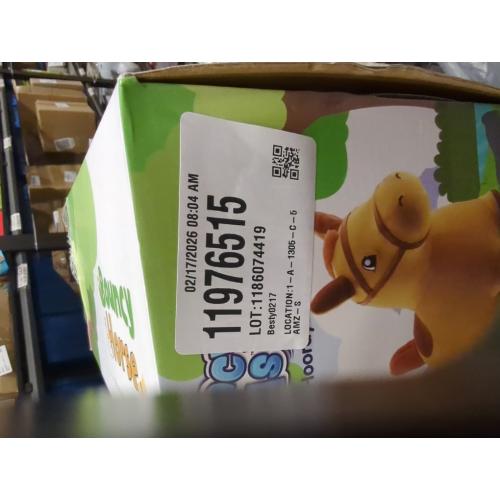 02/17/2026 08:04 AM
11976515
LOT:1186074419
Besty0217
LOCATION:1-A-1305-C-5
AMZ-S
Bouncy
Horse